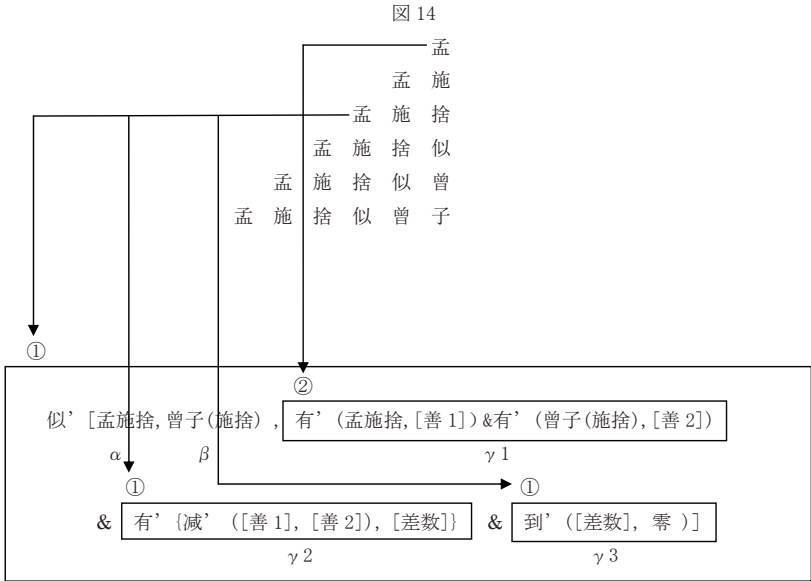 図 14
孟
孟 施
孟 施 捨
孟 施 捨 似
孟 施 捨 似 曽
孟 施 捨 似 曽 子
①
②
似’[孟施捨,曽子(施捨),有’(孟施捨,[善 1])&有’(曽子(施捨),[善 2])
α β γ 1
① ①
& 有’{減’([善 1], [善 2]), [差数]} & 到’([差数], 零 )]
γ 2 γ 3